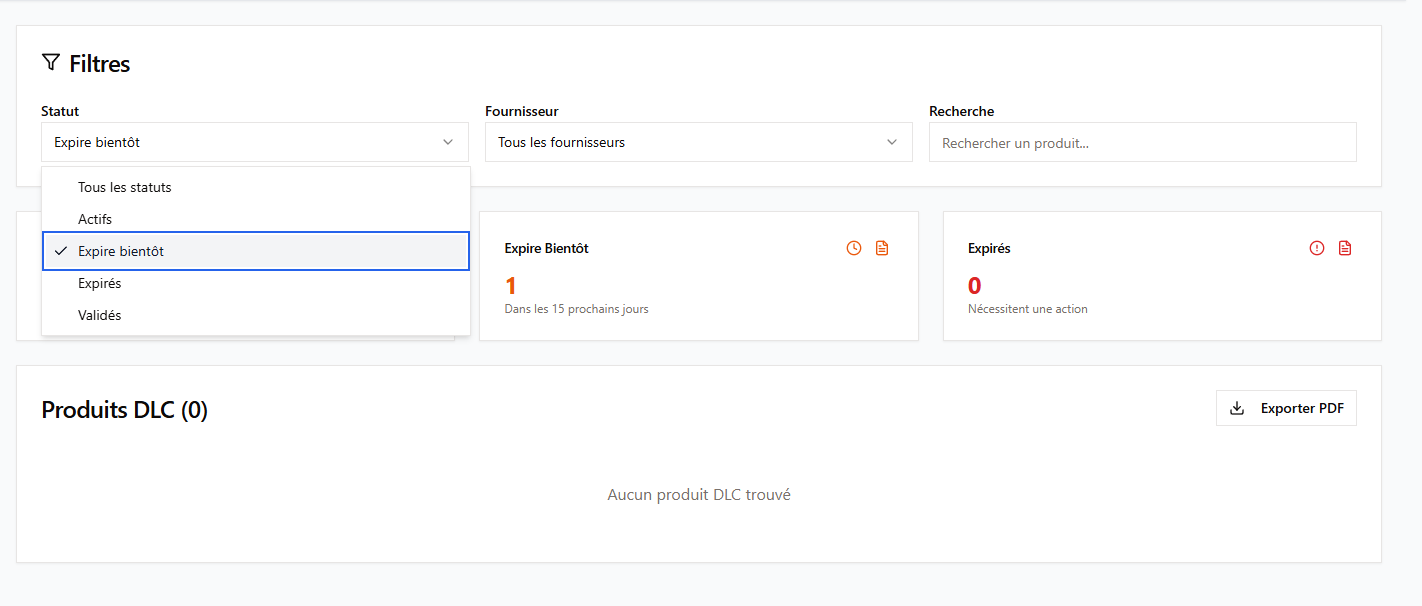 Filtres
Statut
Fournisseur
Recherche
Expire bientôt
Tous les fournisseurs
Rechercher un produit...
Tous les statuts
Actifs
Expire bientôt
Expirés
Validés
Expire Bientôt
1
Dans les 15 prochains jours
Expirés
0
Nécessitent une action
Produits DLC (0)
Exporter PDF
Aucun produit DLC trouvé